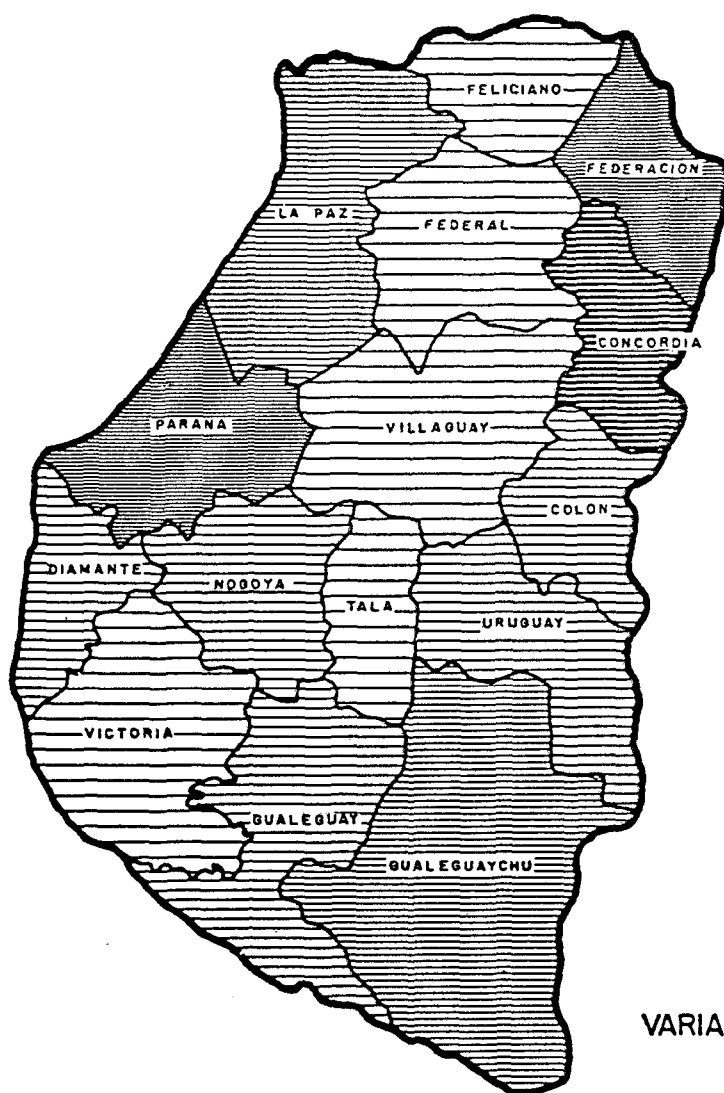 FELICIANO
FEDERACION
LA PAZ
FEDERAL
CONCORDIA
PARANA
VILLAGUAY
COLON
DIAMANTE
NOGOYA
TALA
URUGUAY
VICTORIA
GUALEGUAY
GUALEGUAYCHU
VARIA